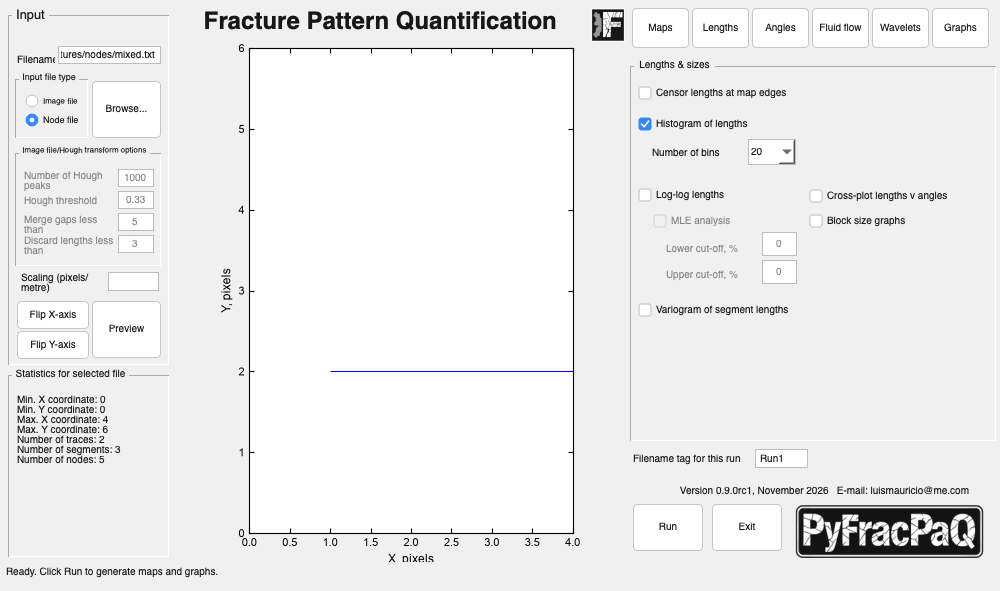 Input
Filename
:ures/nodes/mixed.txt
Input file type
Image file
Node file
Browse...
Image file/Hough transform options
Number of Hough
peaks
1000
Hough threshold
0.33
Merge gaps less
than
5
Discard lengths less
than
3
Scaling (pixels/
metre)
Flip X-axis
Flip Y-axis
Preview
Statistics for selected file
Min. X coordinate: 0
Min. Y coordinate: 0
Max. X coordinate: 4
Max. Y coordinate: 6
Number of traces: 2
Number of segments: 3
Number of nodes: 5
Ready. Click Run to generate maps and graphs.
Fracture Pattern Quantification
6
5
4
3
2
1
0
Y, pixels
0.0 0.5 1.0 1.5 2.0 2.5 3.0 3.5 4.0
X, pixels
Maps
Lengths
Angles
Fluid flow
Wavelets
Graphs
Lengths & sizes
Censor lengths at map edges
Histogram of lengths
Number of bins
20
Log-log lengths
Cross-plot lengths v angles
MLE analysis
Block size graphs
Lower cut-off, %
0
Upper cut-off, %
0
Variogram of segment lengths
Filename tag for this run
Run1
Version 0.9.0rc1, November 2026 E-mail: luismauricio@me.com
Run
Exit
PyFracPaQ